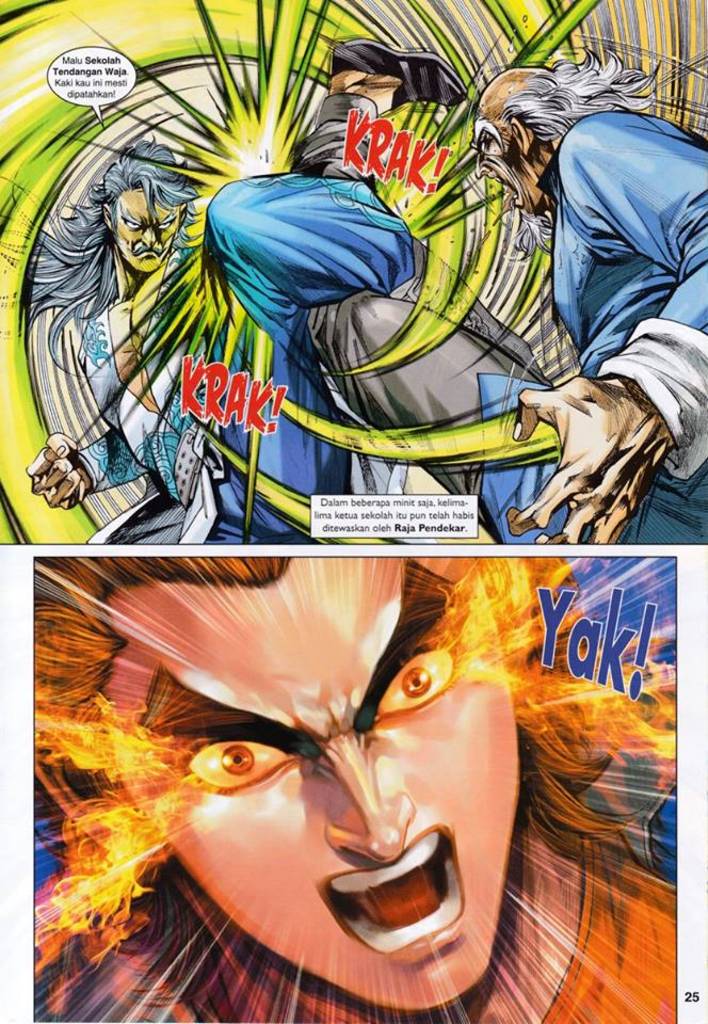 Malu Sekolah
Tendangan Waja.
Kaki kau ini mesti
dipatahkan!
KRAK!
KRAK!
Dalam beberapa minit saja, kelima-
lima ketua sekolah itu pun telah habis
ditewaskan oleh Raja Pendekar.
Yak!
25